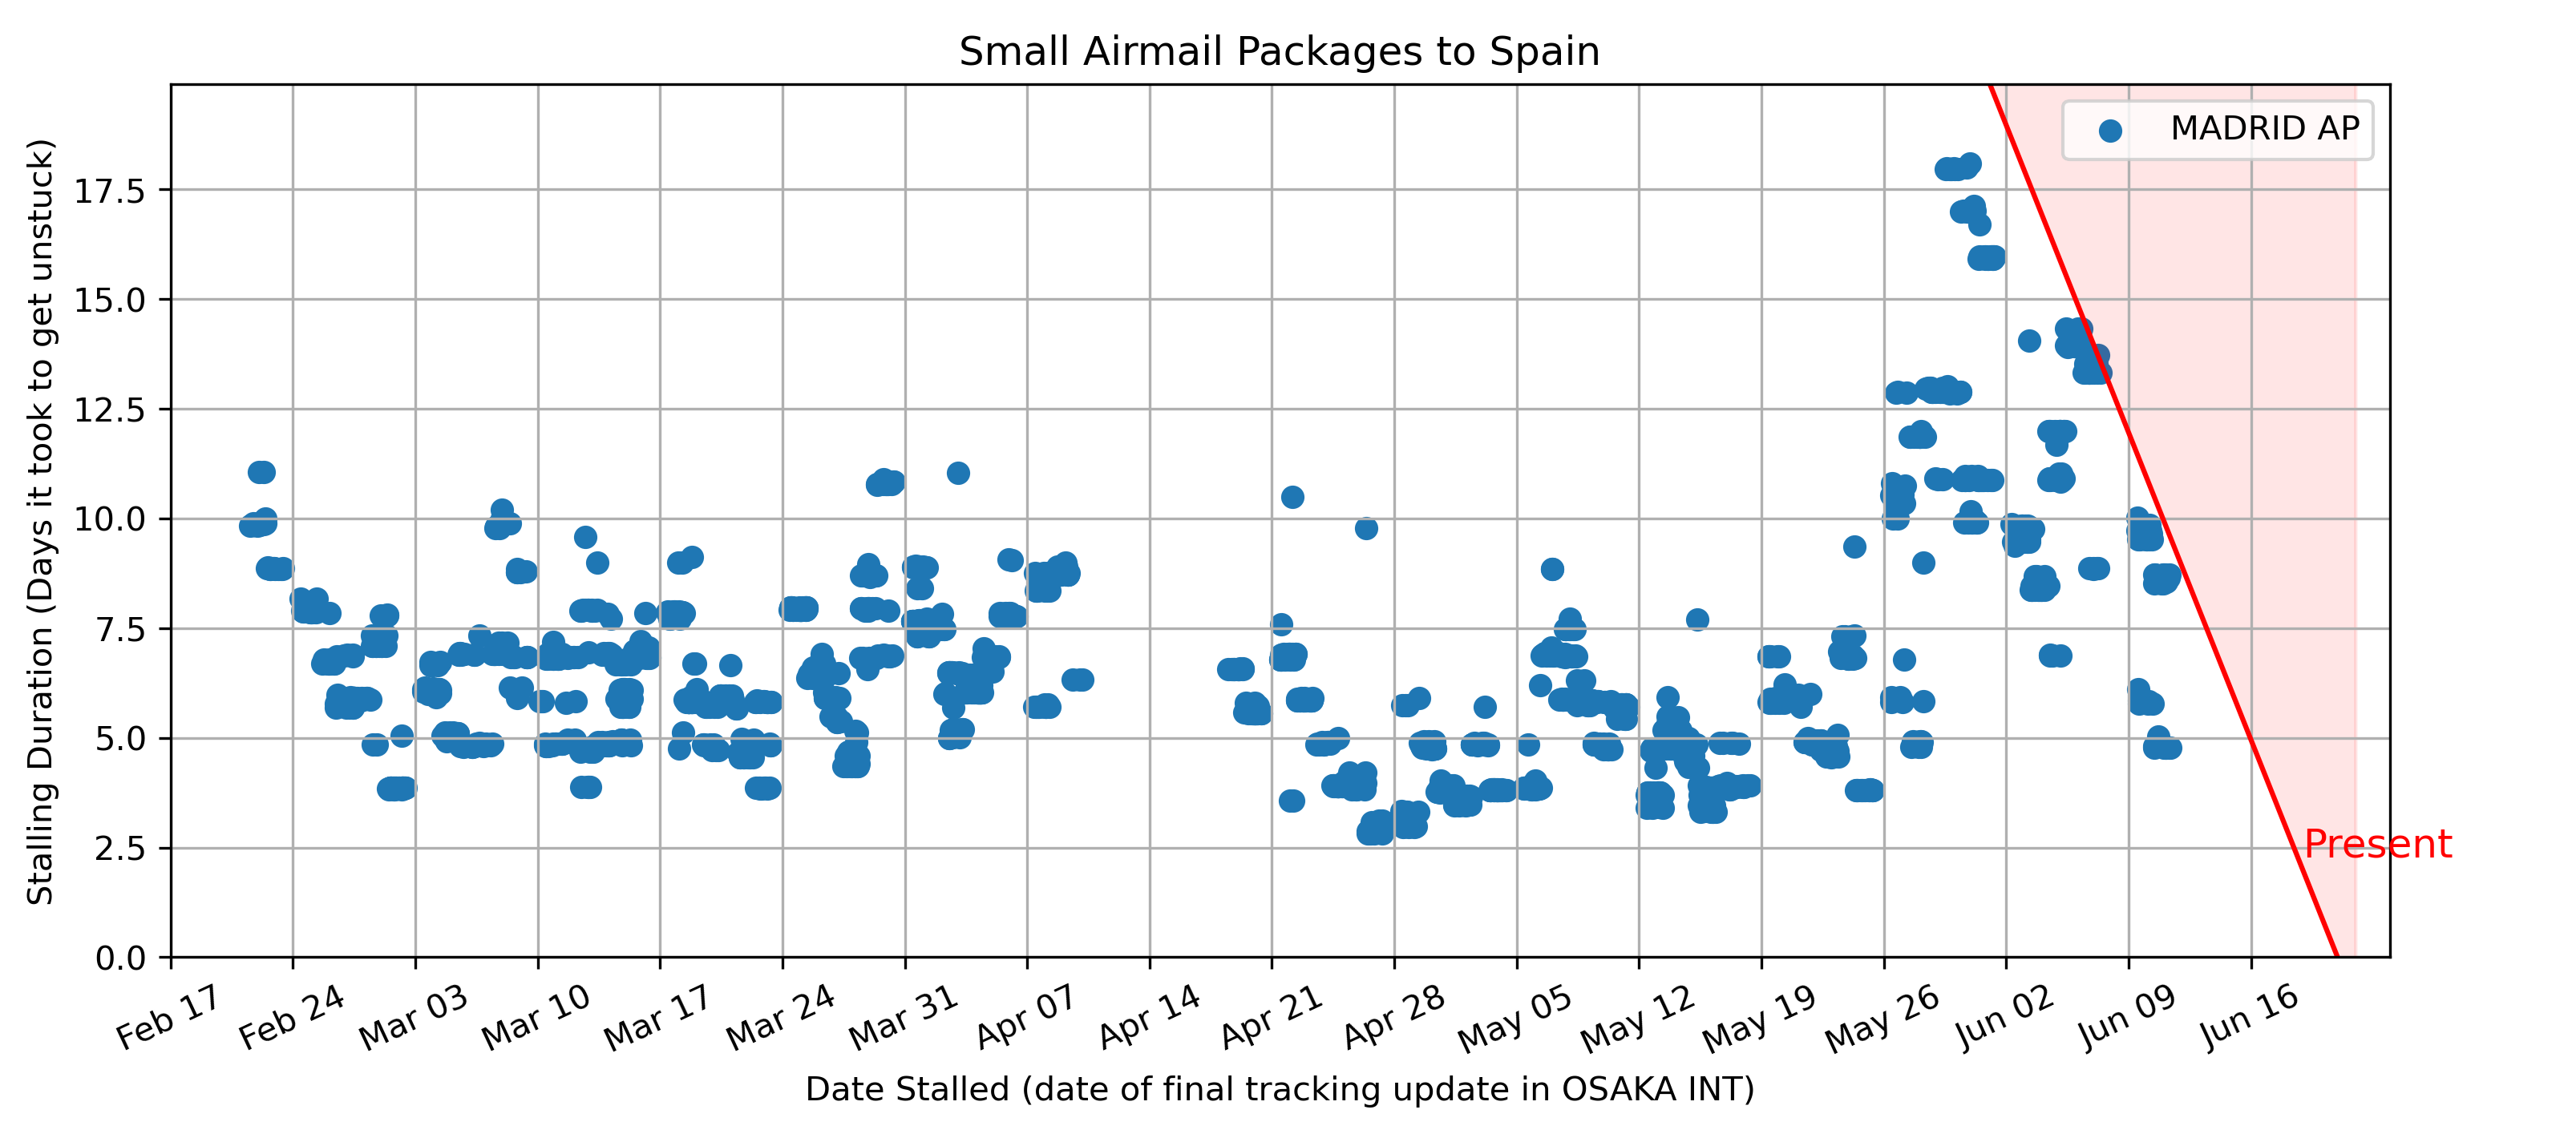 Small Airmail Packages to Spain
MADRID AP
Stalling Duration (Days it took to get unstuck)
17.5
15.0
12.5
10.0
7.5
5.0
2.5
0.0
Present
Feb 17
Feb 24
Mar 03
Mar 10
Mar 17
Mar 24
Mar 31
Apr 07
Apr 14
Apr 21
Apr 28
May 05
May 12
May 19
May 26
Jun 02
Jun 09
Jun 16
Date Stalled (date of final tracking update in OSAKA INT)